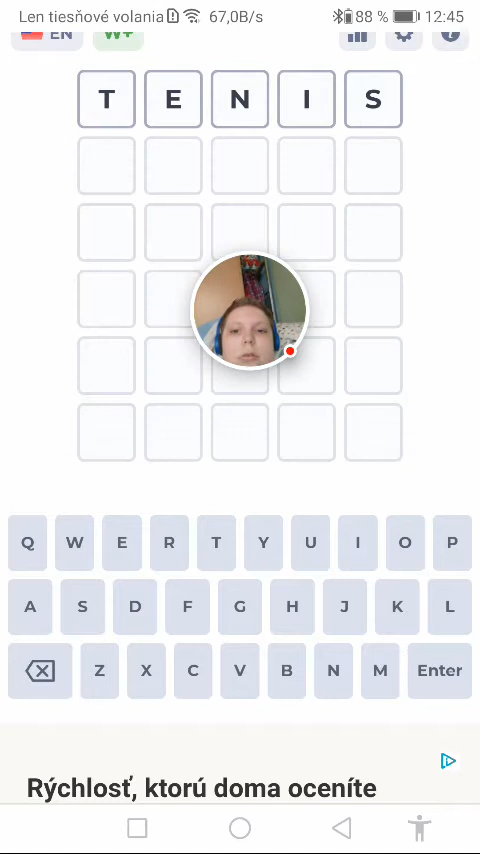 Len tiesňové volania 67,0B/s 88 % 12:45
EN W+ ?
T E N I S
Q W E R T Y U I O P
A S D F G H J K L
Z X C V B N M Enter
Rýchlosť, ktorú doma oceníte